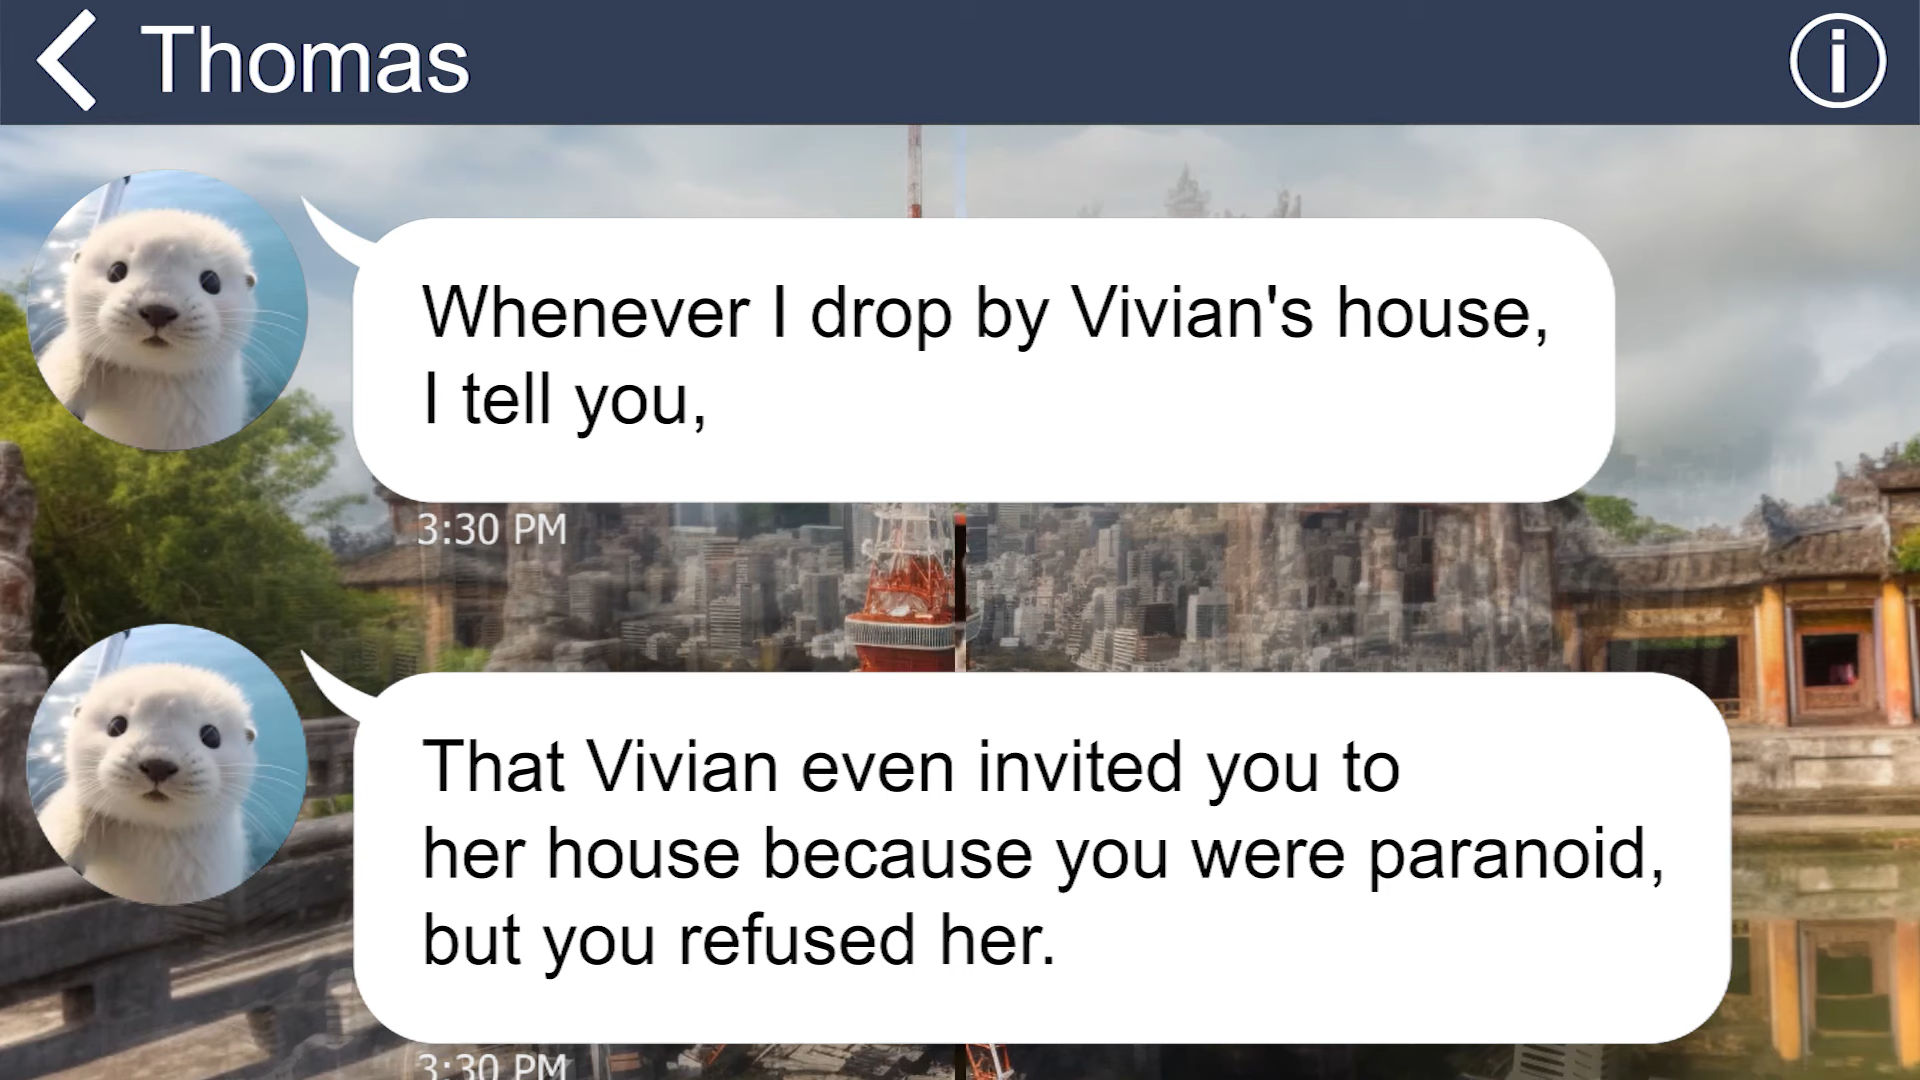 Thomas
Whenever I drop by Vivian's house,
I tell you,
3:30 PM
That Vivian even invited you to
her house because you were paranoid,
but you refused her.
3:30 PM